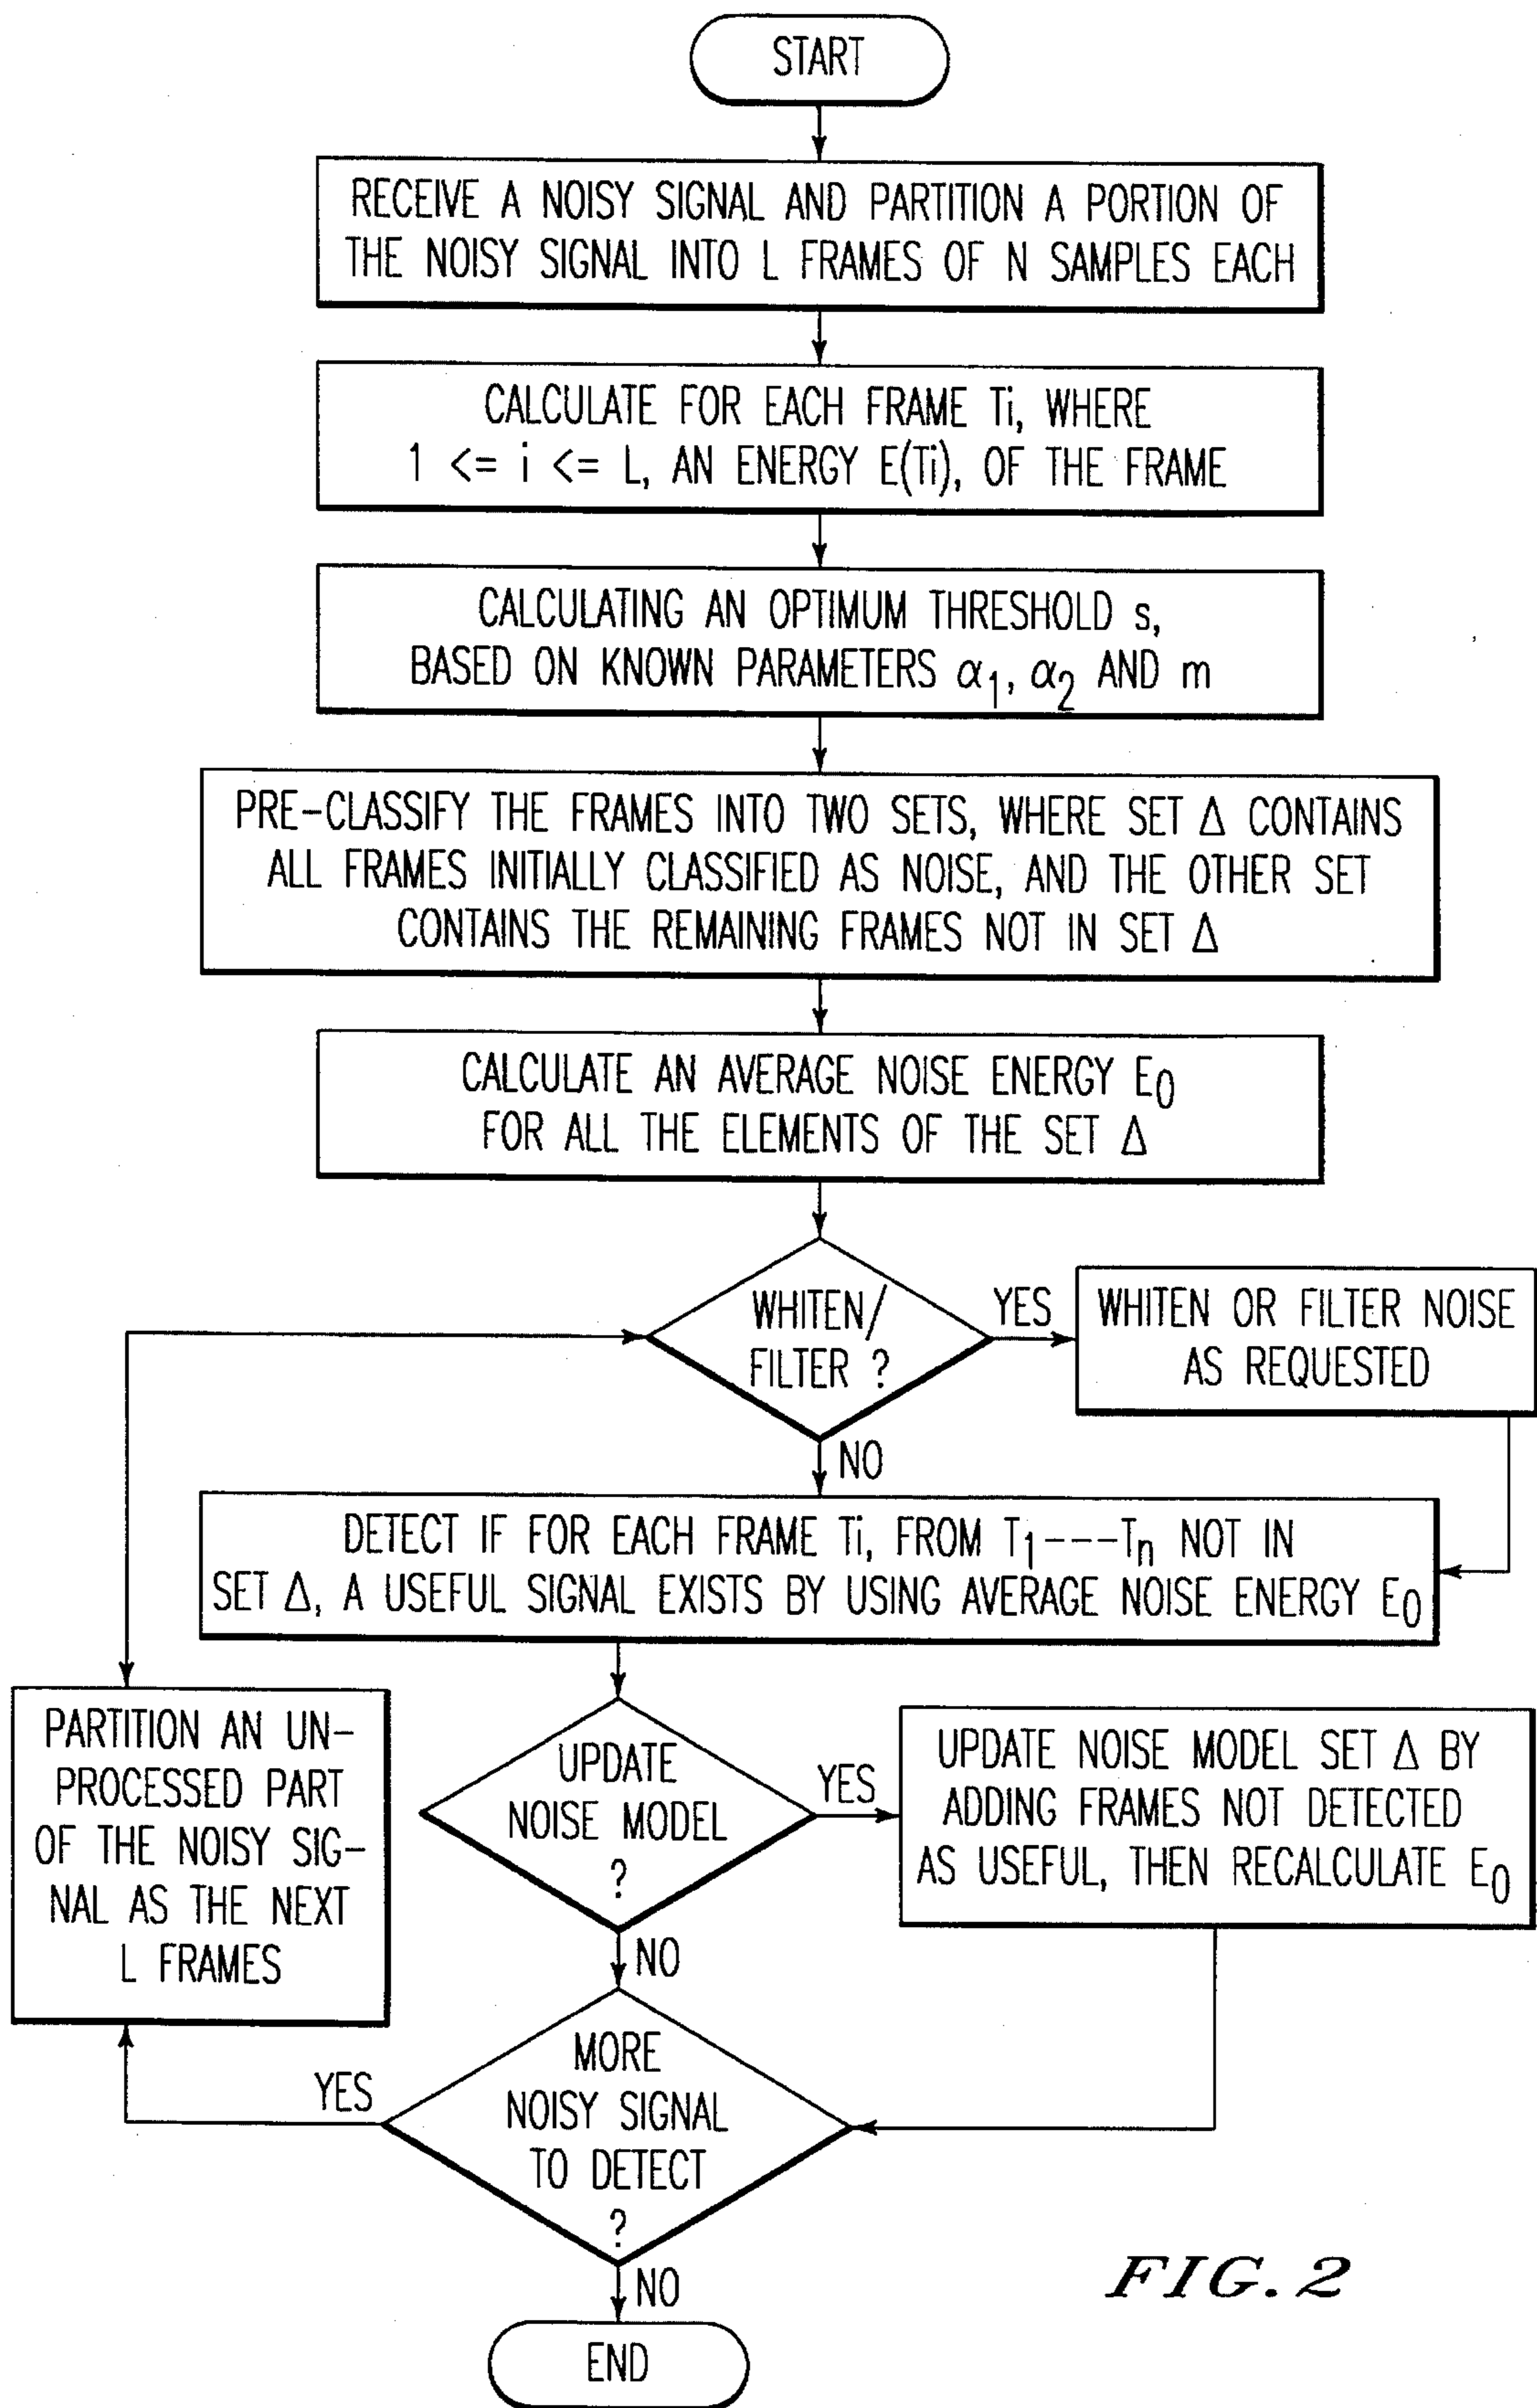 START
RECEIVE A NOISY SIGNAL AND PARTITION A PORTION OF
THE NOISY SIGNAL INTO L FRAMES OF N SAMPLES EACH
CALCULATE FOR EACH FRAME Ti, WHERE
1 <= i <= L, AN ENERGY E(Ti), OF THE FRAME
CALCULATING AN OPTIMUM THRESHOLD s,
BASED ON KNOWN PARAMETERS α₁, α₂ AND m
PRE-CLASSIFY THE FRAMES INTO TWO SETS, WHERE SET Δ CONTAINS
ALL FRAMES INITIALLY CLASSIFIED AS NOISE, AND THE OTHER SET
CONTAINS THE REMAINING FRAMES NOT IN SET Δ
CALCULATE AN AVERAGE NOISE ENERGY E₀
FOR ALL THE ELEMENTS OF THE SET Δ
WHITEN/
FILTER ?
YES
WHITEN OR FILTER NOISE
AS REQUESTED
NO
DETECT IF FOR EACH FRAME Ti, FROM T₁---Tₙ NOT IN
SET Δ, A USEFUL SIGNAL EXISTS BY USING AVERAGE NOISE ENERGY E₀
PARTITION AN UN-
PROCESSED PART
OF THE NOISY SIG-
NAL AS THE NEXT
L FRAMES
UPDATE
NOISE MODEL
?
YES
UPDATE NOISE MODEL SET Δ BY
ADDING FRAMES NOT DETECTED
AS USEFUL, THEN RECALCULATE E₀
NO
MORE
NOISY SIGNAL
TO DETECT
?
YES
NO
END
FIG. 2